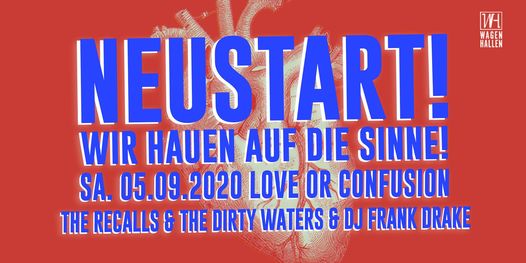 WAGEN
HALLEN
NEUSTART!
WIR HAUEN AUF DIE SINNE!
SA. 05.09.2020 LOVE OR CONFUSION
THE RECALLS & THE DIRTY WATERS & DJ FRANK DRAKE